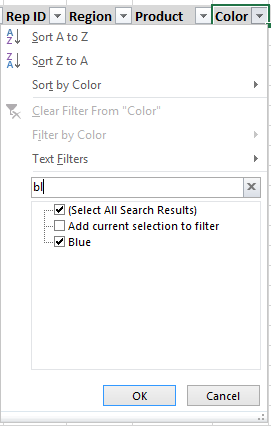 Rep ID Region Product Color
Sort A to Z
Sort Z to A
Sort by Color
Clear Filter From "Color"
Filter by Color
Text Filters
bl
(Select All Search Results)
Add current selection to filter
Blue
OK Cancel